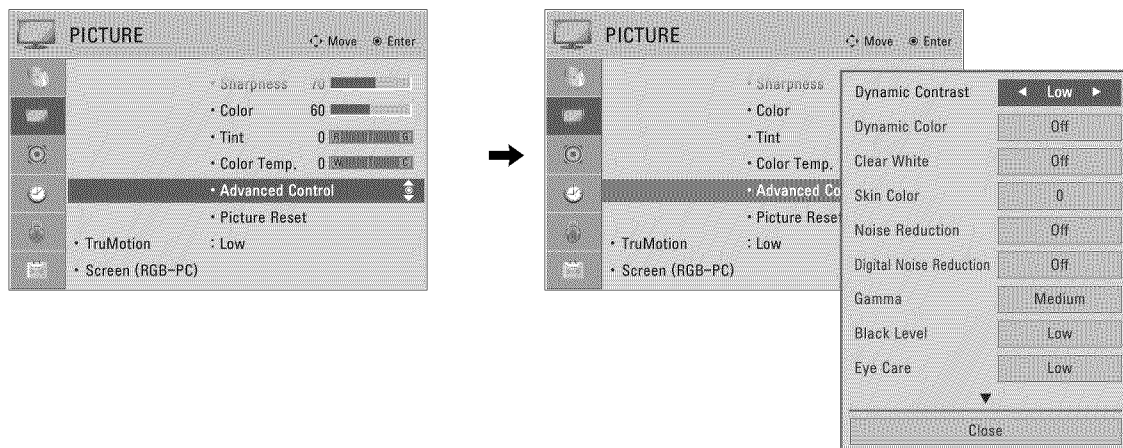 PICTURE
Move Enter
• Sharpness 70
• Color 60
• Tint 0 R G
• Color Temp. 0 W C
• Advanced Control
• Picture Reset
• TruMotion : Low
• Screen (RGB-PC)
PICTURE
Move Enter
• Sharpness
• Color
• Tint
• Color Temp.
• Advanced Co
• Picture Reset
• TruMotion : Low
• Screen (RGB-PC)
Dynamic Contrast ◄ Low ►
Dynamic Color Off
Clear White Off
Skin Color 0
Noise Reduction Off
Digital Noise Reduction Off
Gamma Medium
Black Level Low
Eye Care Low
▼
Close